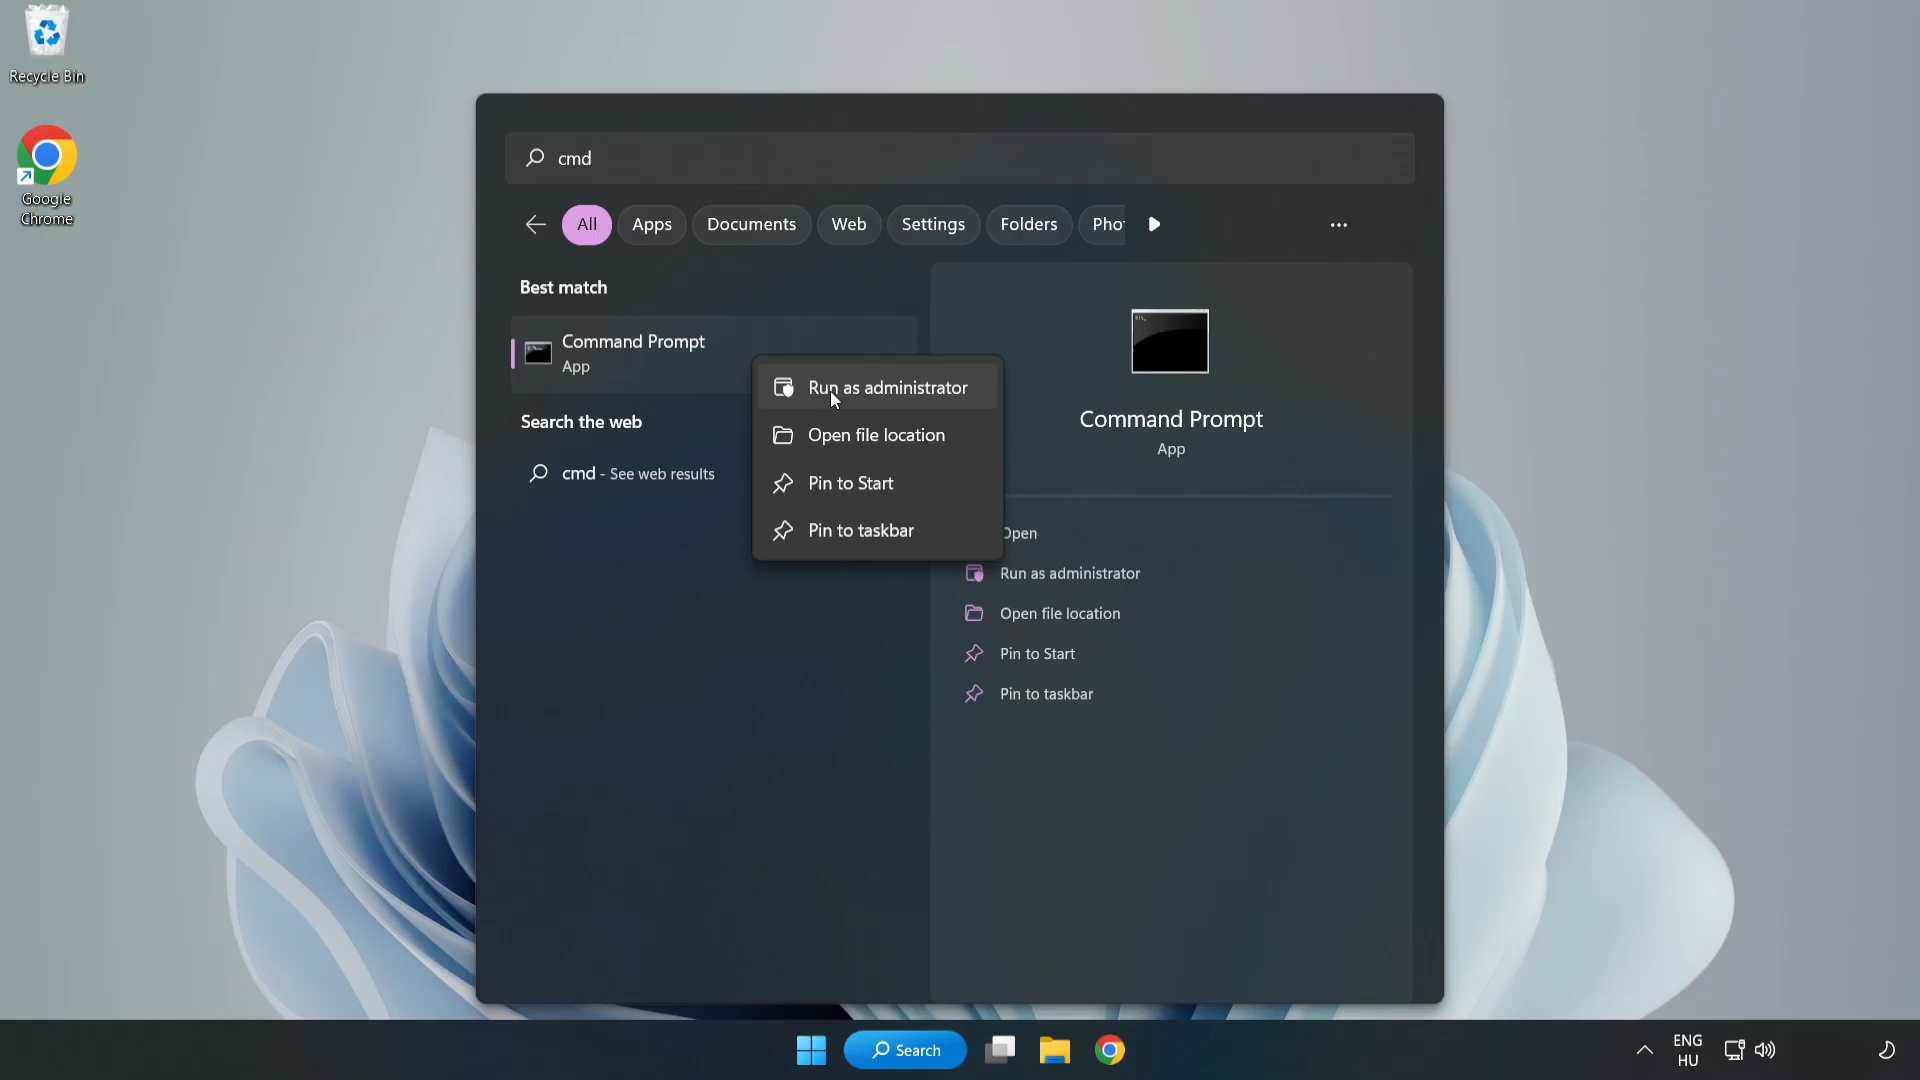 Recycle Bin
Google
Chrome
cmd
All
Apps
Documents
Web
Settings
Folders
Pho
Best match
Command Prompt
App
Search the web
cmd - See web results
Run as administrator
Open file location
Pin to Start
Pin to taskbar
Command Prompt
App
Open
Run as administrator
Open file location
Pin to Start
Pin to taskbar
Search
ENG
HU